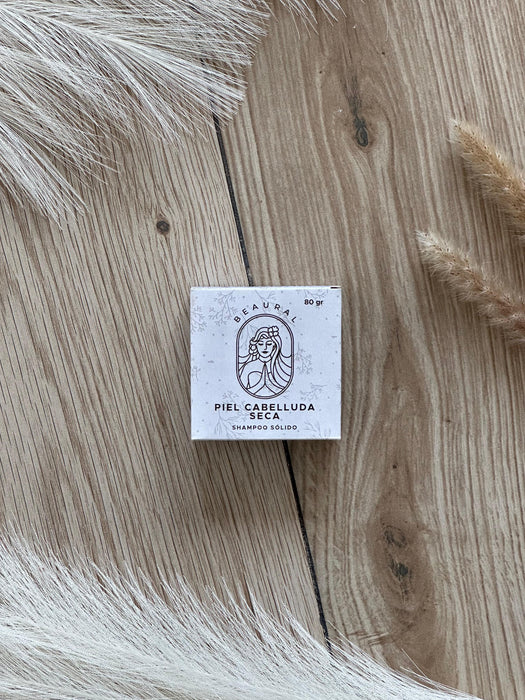 80 gr
BEAURAL
PIEL CABELLUDA
SECA
SHAMPOO SÓLIDO